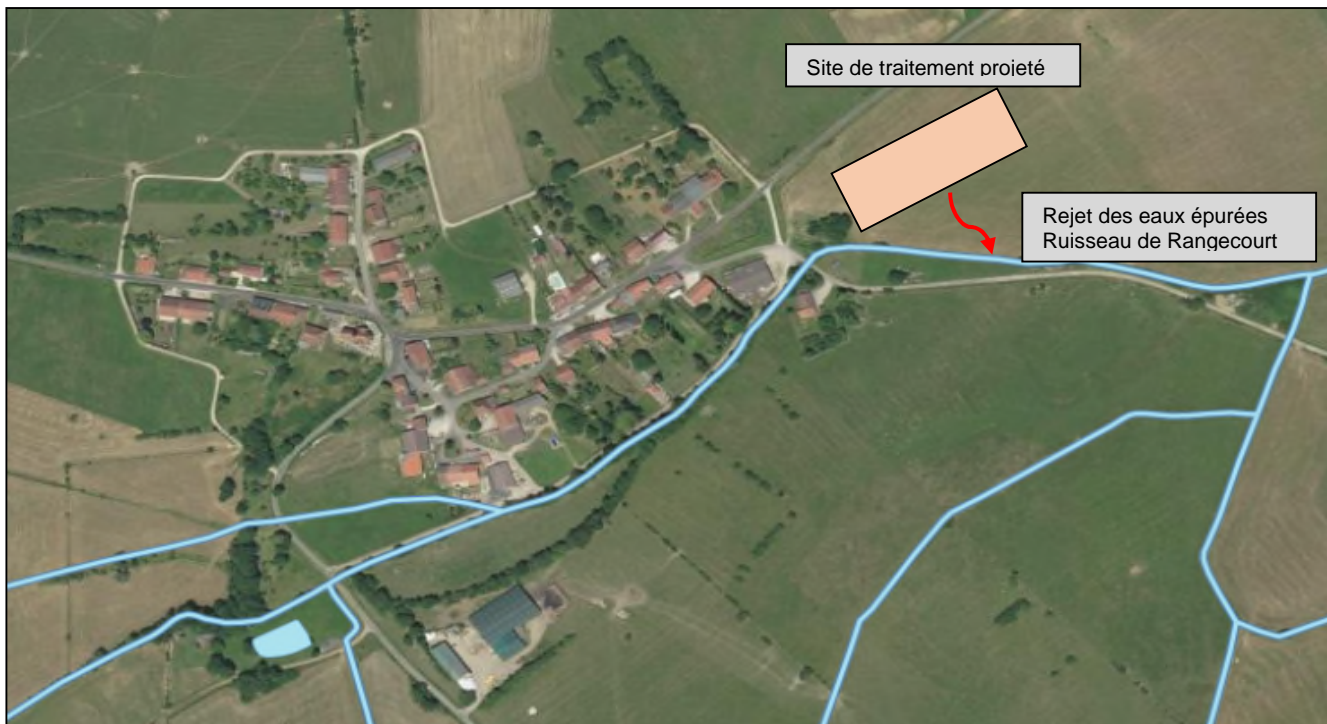 Site de traitement projeté
Rejet des eaux épurées
Ruisseau de Rangecourt